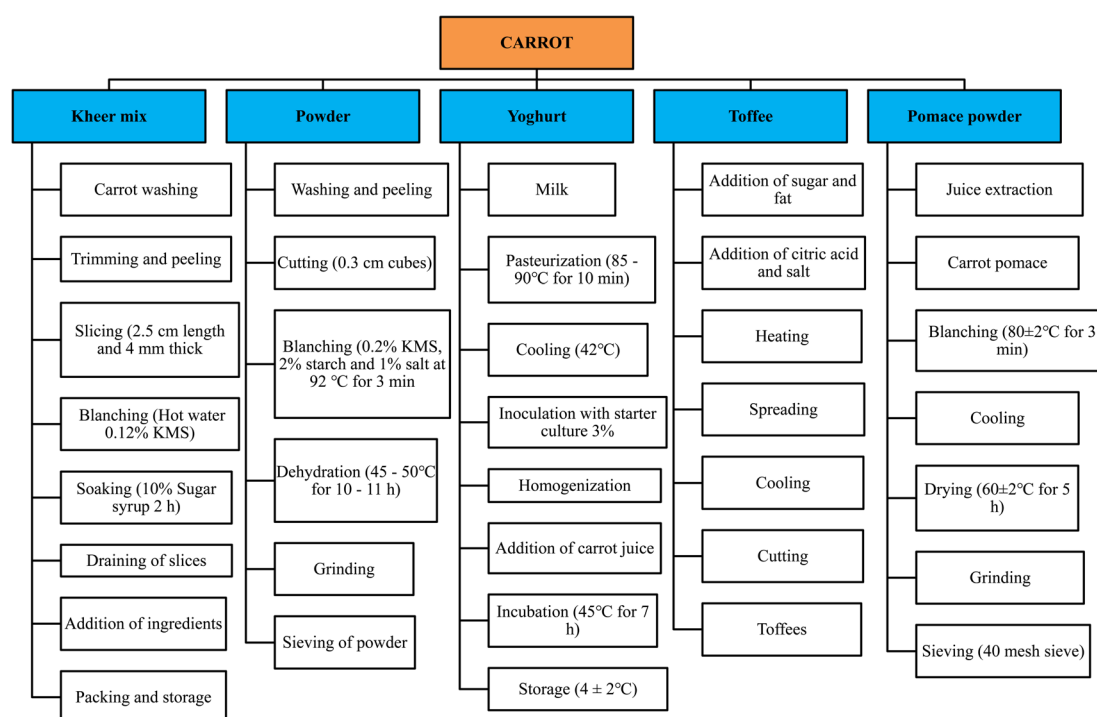 CARROT
Kheer mix
Carrot washing
Trimming and peeling
Slicing (2.5 cm length
and 4 mm thick
Blanching (Hot water
0.12% KMS)
Soaking (10% Sugar
syrup 2 h)
Draining of slices
Addition of ingredients
Packing and storage
Powder
Washing and peeling
Cutting (0.3 cm cubes)
Blanching (0.2% KMS,
2% starch and 1% salt at
92 °C for 3 min
Dehydration (45 - 50℃
for 10 - 11 h)
Grinding
Sieving of powder
Yoghurt
Milk
Pasteurization (85 -
90℃ for 10 min)
Cooling (42℃)
Inoculation with starter
culture 3%
Homogenization
Addition of carrot juice
Incubation (45℃ for 7
h)
Storage (4 ± 2℃)
Toffee
Addition of sugar and
fat
Addition of citric acid
and salt
Heating
Spreading
Cooling
Cutting
Toffees
Pomace powder
Juice extraction
Carrot pomace
Blanching (80±2℃ for 3
min)
Cooling
Drying (60±2℃ for 5
h)
Grinding
Sieving (40 mesh sieve)